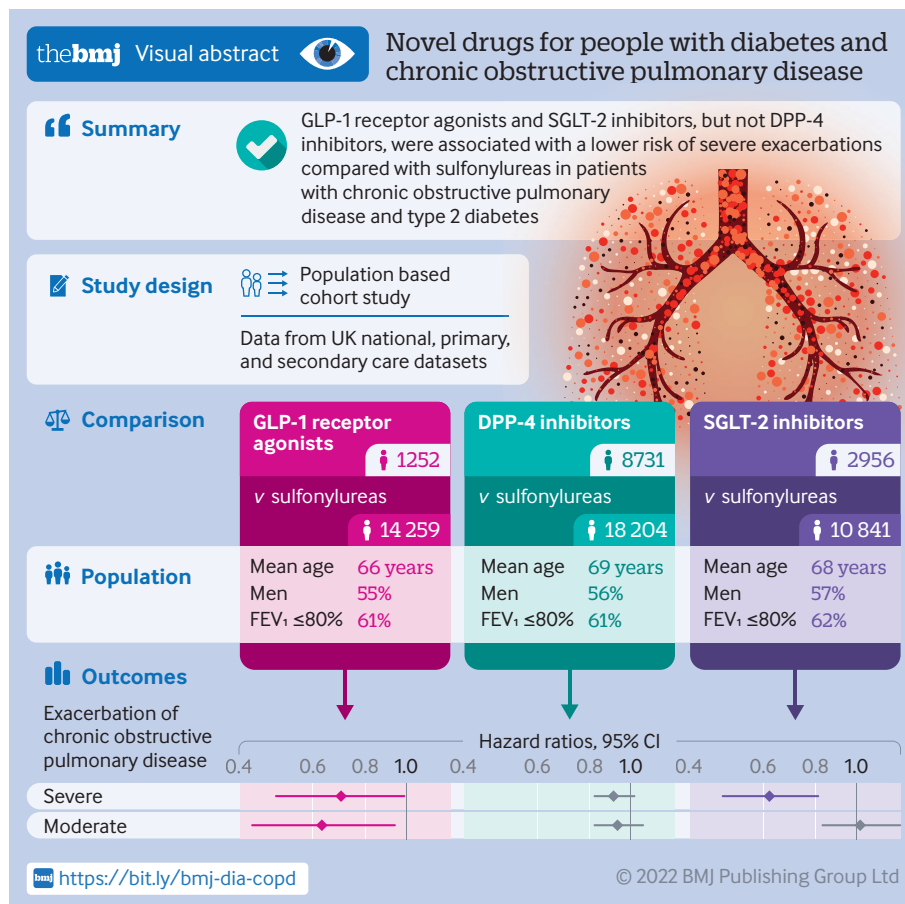 thebmj Visual abstract
Novel drugs for people with diabetes and
chronic obstructive pulmonary disease
Summary
GLP-1 receptor agonists and SGLT-2 inhibitors, but not DPP-4
inhibitors, were associated with a lower risk of severe exacerbations
compared with sulfonylureas in patients
with chronic obstructive pulmonary
disease and type 2 diabetes
Study design
Population based
cohort study
Data from UK national, primary,
and secondary care datasets
Comparison
GLP-1 receptor
agonists
1252
v sulfonylureas
14 259
DPP-4 inhibitors
8731
v sulfonylureas
18 204
SGLT-2 inhibitors
2956
v sulfonylureas
10 841
Population
Mean age 66 years
Men 55%
FEV₁ ≤80% 61%
Mean age 69 years
Men 56%
FEV₁ ≤80% 61%
Mean age 68 years
Men 57%
FEV₁ ≤80% 62%
Outcomes
Exacerbation of
chronic obstructive
pulmonary disease
Hazard ratios, 95% CI
0.4 0.6 0.8 1.0 0.4 0.6 0.8 1.0 0.4 0.6 0.8 1.0
Severe
Moderate
bmj https://bit.ly/bmj-dia-copd
© 2022 BMJ Publishing Group Ltd